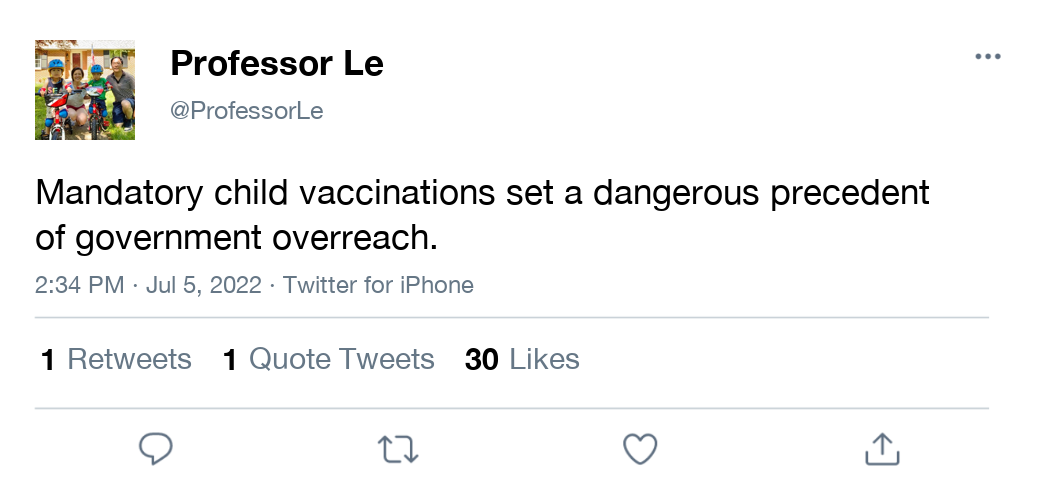 Professor Le
@ProfessorLe
Mandatory child vaccinations set a dangerous precedent
of government overreach.
2:34 PM · Jul 5, 2022 · Twitter for iPhone
1 Retweets 1 Quote Tweets 30 Likes